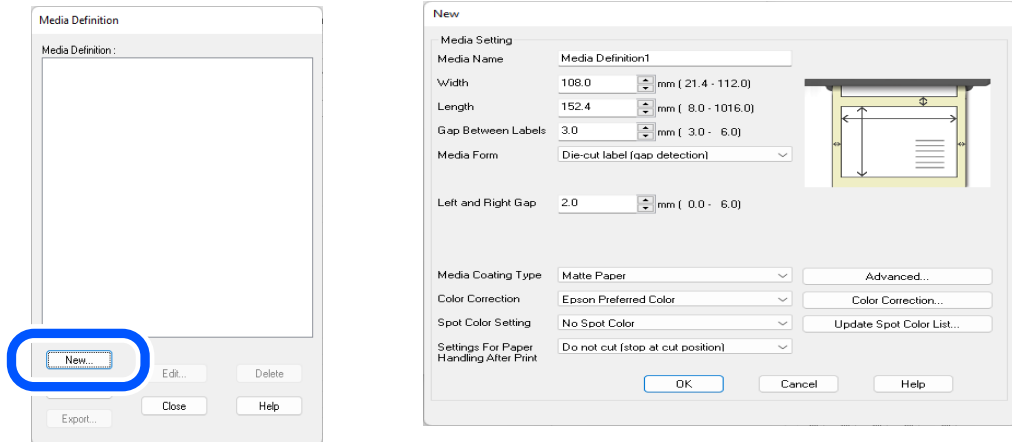 Media Definition
Media Definition :
New...
Edit...
Delete
Close
Help
Export...
New
Media Setting
Media Name Media Definition1
Width 108.0 mm ( 21.4 - 112.0)
Length 152.4 mm ( 8.0 - 1016.0)
Gap Between Labels 3.0 mm ( 3.0 - 6.0)
Media Form Die-cut label (gap detection)
Left and Right Gap 2.0 mm ( 0.0 - 6.0)
Media Coating Type Matte Paper Advanced...
Color Correction Epson Preferred Color Color Correction...
Spot Color Setting No Spot Color Update Spot Color List...
Settings For Paper
Handling After Print Do not cut (stop at cut position)
OK Cancel Help